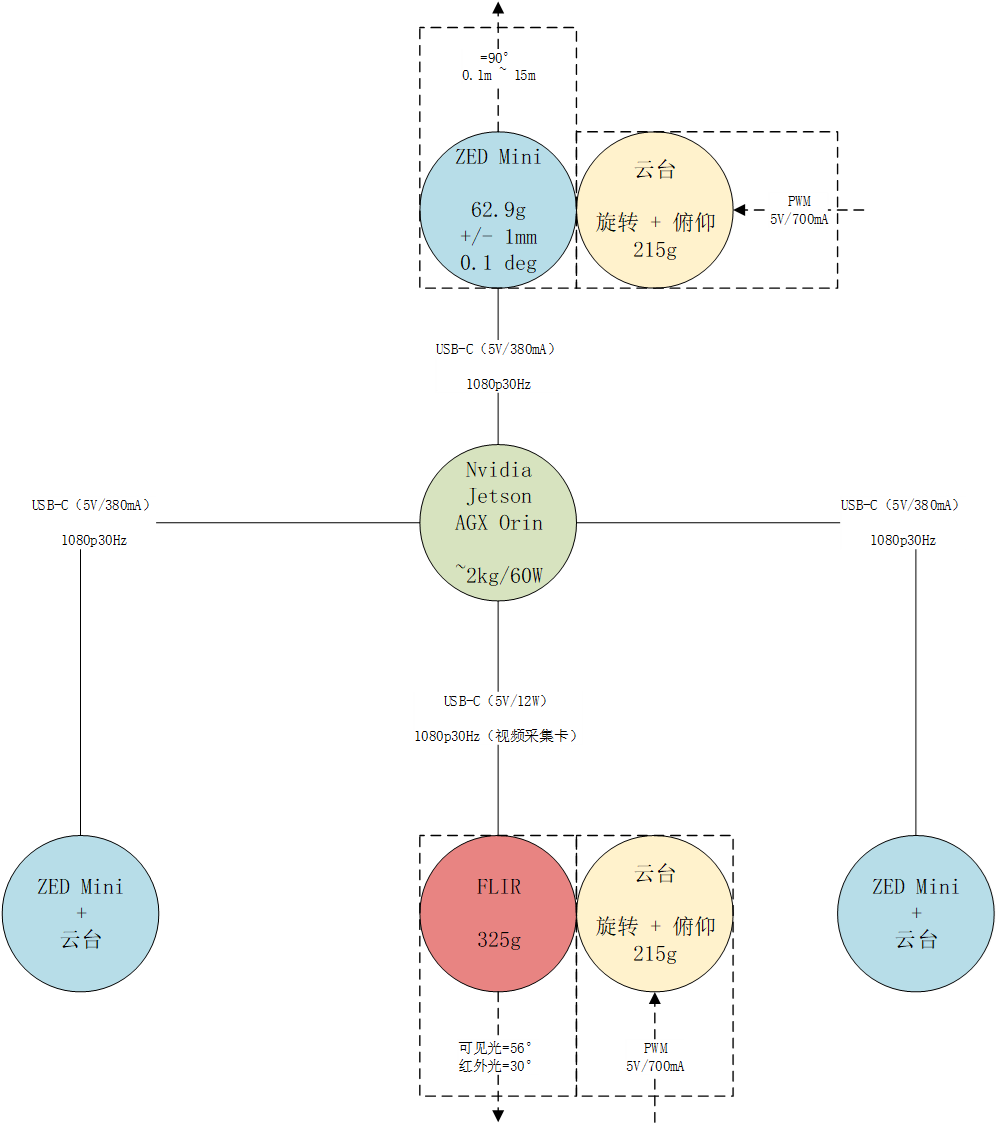 =90°
0.1m ~ 15m
ZED Mini
62.9g
+/- 1mm
0.1 deg
云台
旋转 + 俯仰
215g
PWM
5V/700mA
USB-C（5V/380mA）
1080p30Hz
Nvidia
Jetson
AGX Orin
~2kg/60W
USB-C（5V/380mA）
1080p30Hz
USB-C（5V/380mA）
1080p30Hz
USB-C（5V/12W）
1080p30Hz（视频采集卡）
ZED Mini
+
云台
FLIR
325g
云台
旋转 + 俯仰
215g
ZED Mini
+
云台
可见光=56°
红外光=30°
PWM
5V/700mA